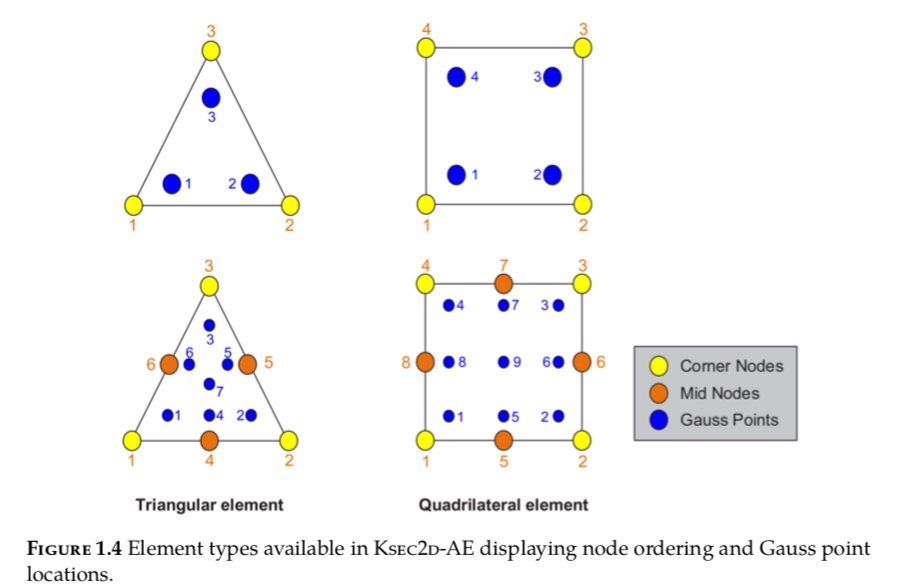 3
3
1 2
1 2
4 3
4 3
1 2
1 2
3
3
6 6 5 5
7
1 4 2
1 4 2
4 7 3
4 7 3
8 8 9 6 6
1 5 2
1 5 2
Corner Nodes
Mid Nodes
Gauss Points
Triangular element
Quadrilateral element
FIGURE 1.4 Element types available in KSEC2D-AE displaying node ordering and Gauss point
locations.